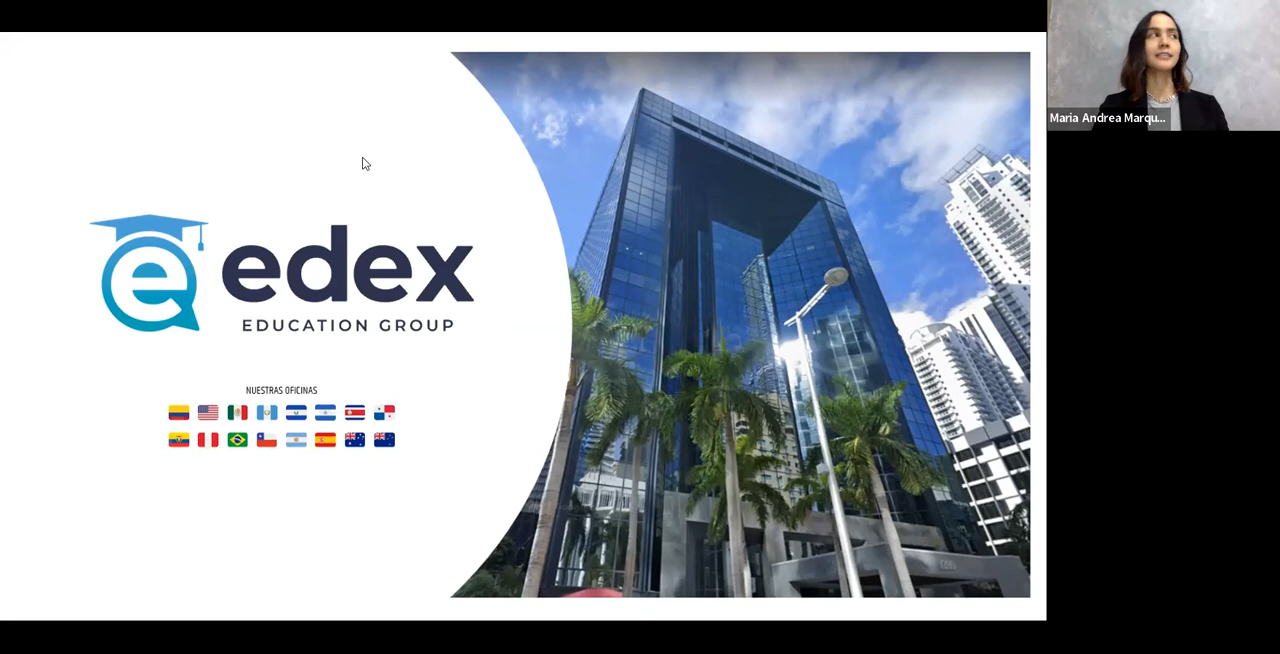 edex
EDUCATION GROUP
NUESTRAS OFICINAS
Maria Andrea Marqu...